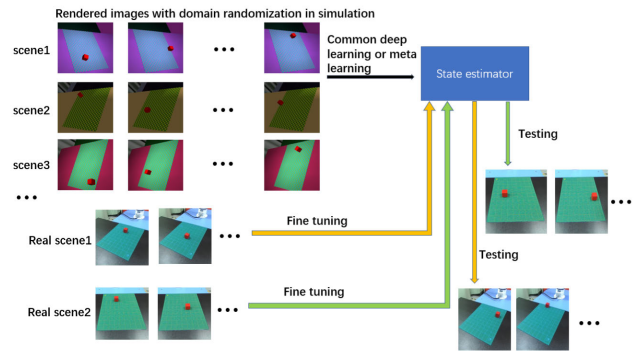 Rendered images with domain randomization in simulation
scene1
Common deep
learning or meta
learning
State estimator
scene2
Testing
scene3
Real scene1
Fine tuning
Testing
Real scene2
Fine tuning